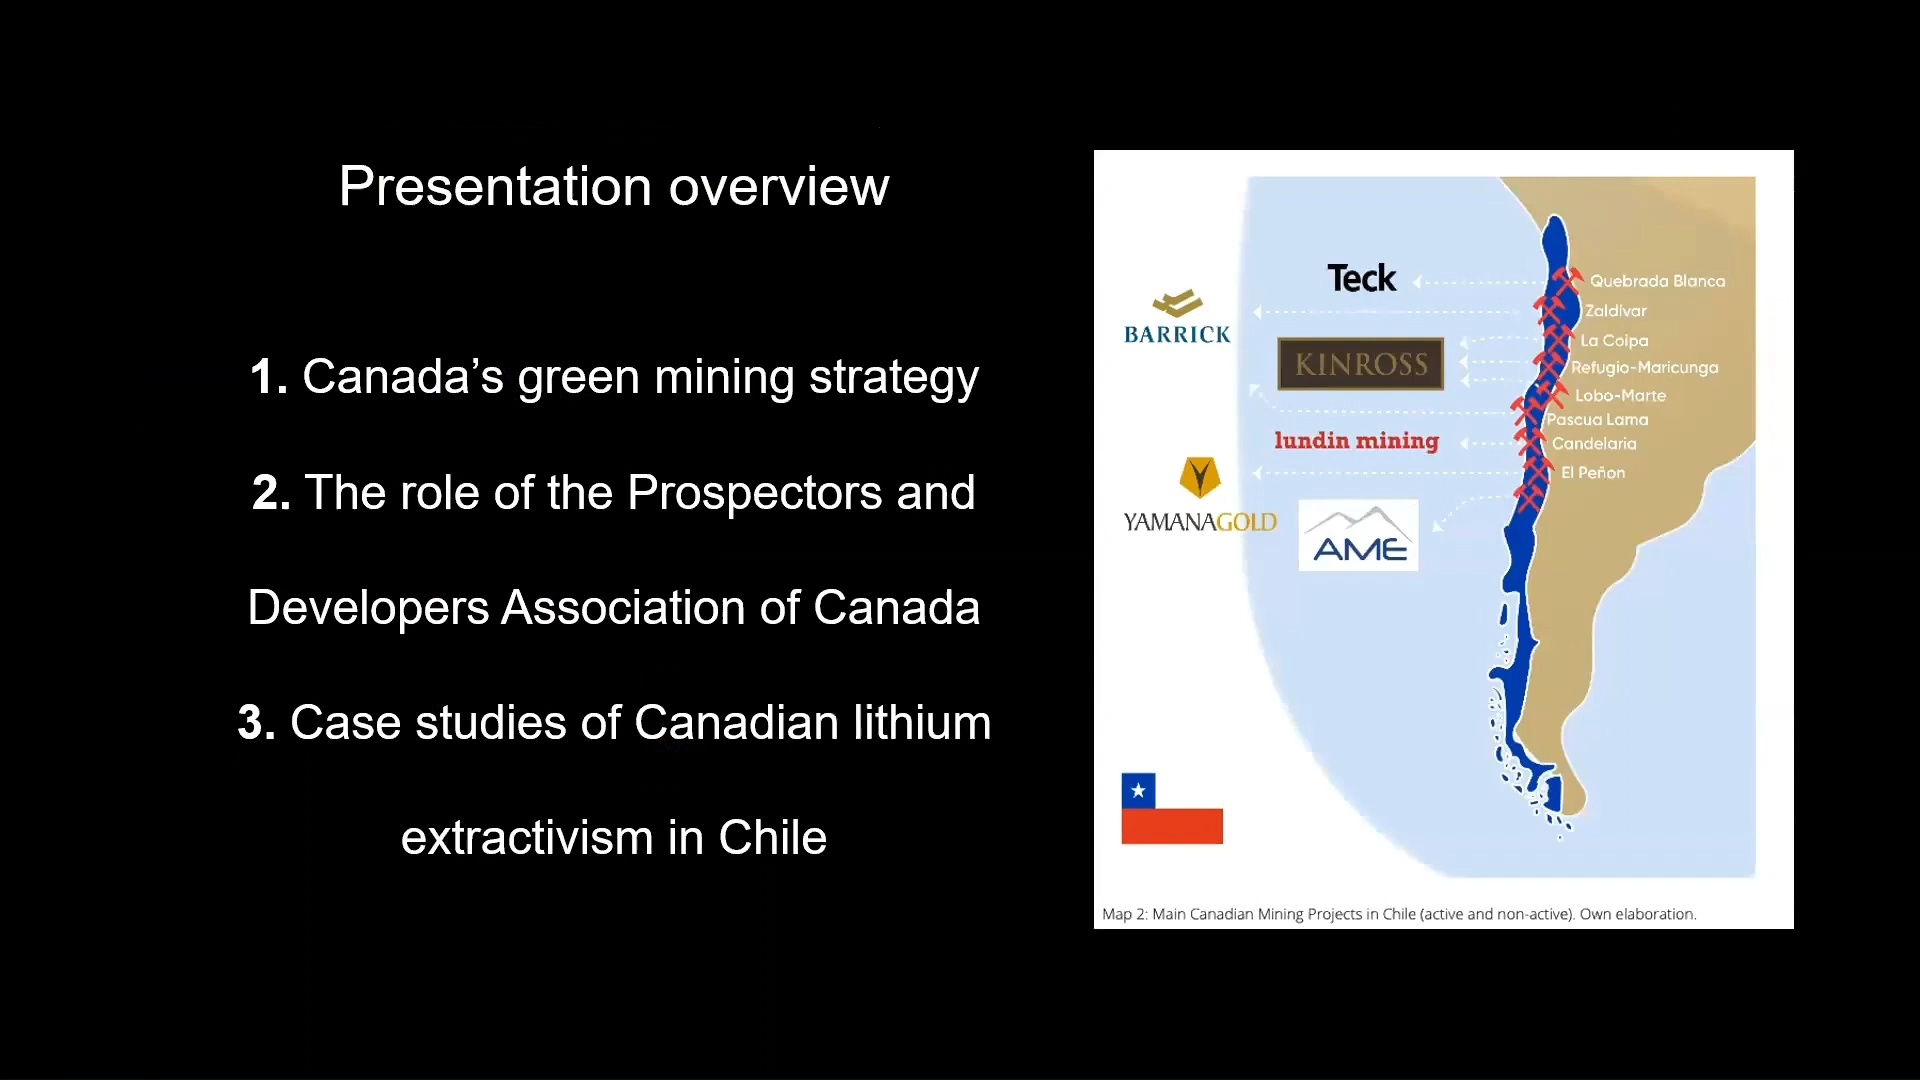 Presentation overview
1. Canada’s green mining strategy
2. The role of the Prospectors and
Developers Association of Canada
3. Case studies of Canadian lithium
extractivism in Chile
Teck
BARRICK
KINROSS
lundin mining
YAMANAGOLD
AME
Quebrada Blanca
Zaldívar
La Coipa
Refugio-Maricunga
Lobo-Marte
Pascua Lama
Candelaria
El Peñon
Map 2: Main Canadian Mining Projects in Chile (active and non-active). Own elaboration.